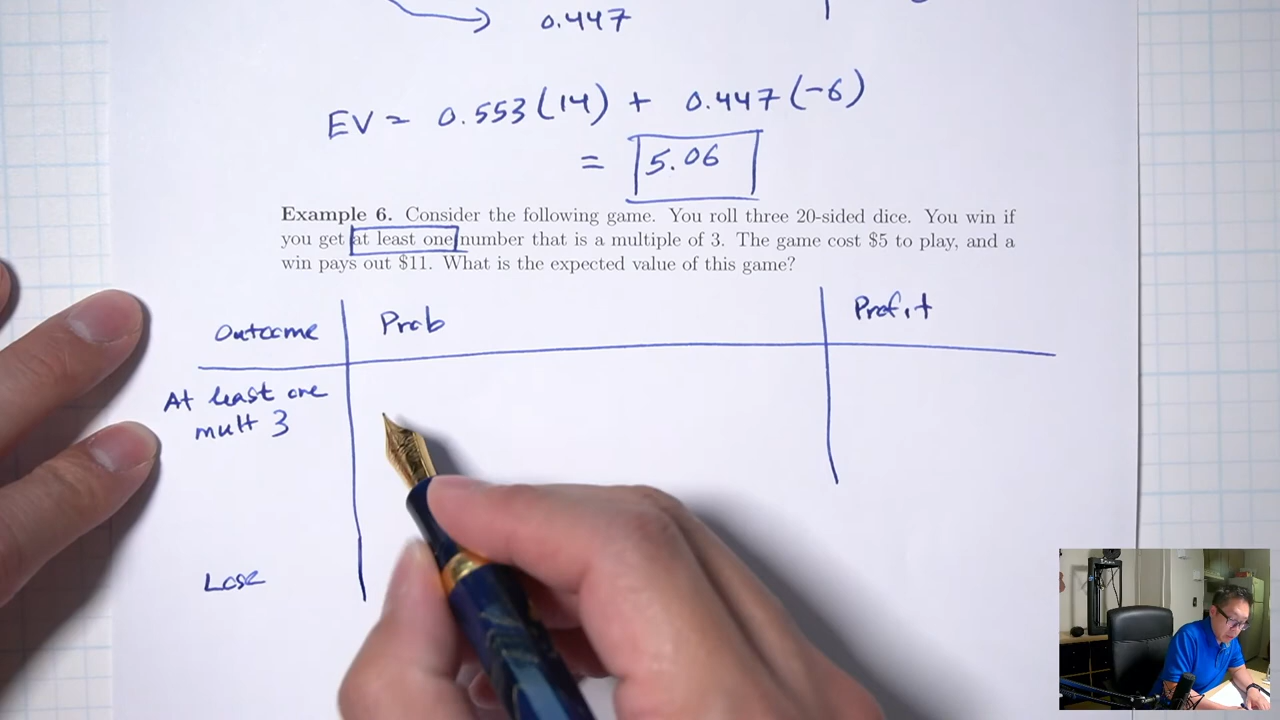 0.447
EV = 0.553(14) + 0.447(-6)
= 5.06
Example 6. Consider the following game. You roll three 20-sided dice. You win if
you get at least one number that is a multiple of 3. The game cost $5 to play, and a
win pays out $11. What is the expected value of this game?
Outcome Prob Profit
At least one
mult 3
Lose